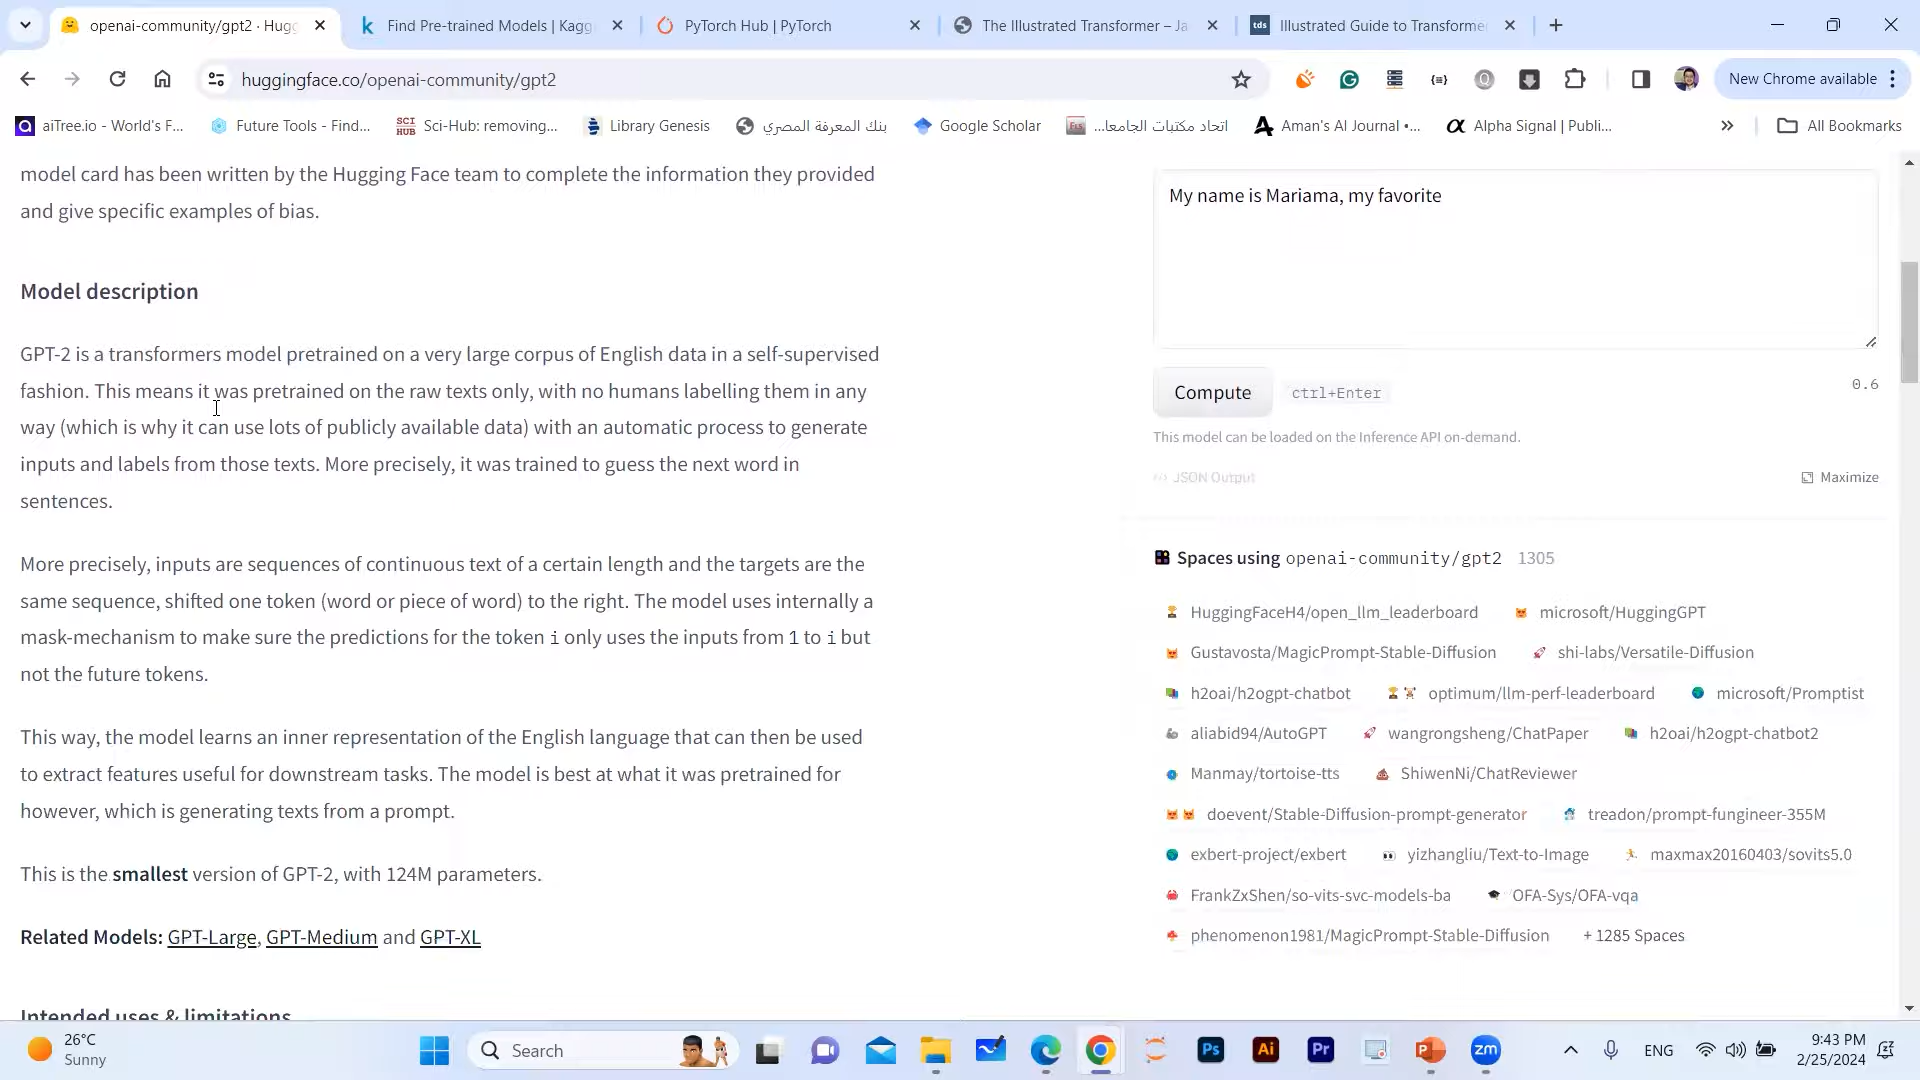 openai-community/gpt2 · Hugg
Find Pre-trained Models | Kagg
PyTorch Hub | PyTorch
The Illustrated Transformer – Ja
Illustrated Guide to Transforme
huggingface.co/openai-community/gpt2
New Chrome available
aiTree.io - World's F...
Future Tools - Find...
SCI HUB
Sci-Hub: removing...
Library Genesis
بنك المعرفة المصري
Google Scholar
اتحاد مكتبات الجامعا...
Aman's AI Journal •...
Alpha Signal | Publi...
All Bookmarks
model card has been written by the Hugging Face team to complete the information they provided
and give specific examples of bias.
Model description
GPT-2 is a transformers model pretrained on a very large corpus of English data in a self-supervised
fashion. This means it was pretrained on the raw texts only, with no humans labelling them in any
way (which is why it can use lots of publicly available data) with an automatic process to generate
inputs and labels from those texts. More precisely, it was trained to guess the next word in
sentences.
More precisely, inputs are sequences of continuous text of a certain length and the targets are the
same sequence, shifted one token (word or piece of word) to the right. The model uses internally a
mask-mechanism to make sure the predictions for the token i only uses the inputs from 1 to i but
not the future tokens.
This way, the model learns an inner representation of the English language that can then be used
to extract features useful for downstream tasks. The model is best at what it was pretrained for
however, which is generating texts from a prompt.
This is the smallest version of GPT-2, with 124M parameters.
Related Models: GPT-Large, GPT-Medium and GPT-XL
Intended uses & limitations
My name is Mariama, my favorite
Compute
ctrl+Enter
0.6
This model can be loaded on the Inference API on-demand.
JSON Output
Maximize
Spaces using openai-community/gpt2 1305
HuggingFaceH4/open_llm_leaderboard
microsoft/HuggingGPT
Gustavosta/MagicPrompt-Stable-Diffusion
shi-labs/Versatile-Diffusion
h2oai/h2ogpt-chatbot
optimum/llm-perf-leaderboard
microsoft/Promptist
aliabid94/AutoGPT
wangrongsheng/ChatPaper
h2oai/h2ogpt-chatbot2
Manmay/tortoise-tts
ShiwenNi/ChatReviewer
doevent/Stable-Diffusion-prompt-generator
treadon/prompt-fungineer-355M
exbert-project/exbert
yizhangliu/Text-to-Image
maxmax20160403/sovits5.0
FrankZxShen/so-vits-svc-models-ba
OFA-Sys/OFA-vqa
phenomenon1981/MagicPrompt-Stable-Diffusion
+ 1285 Spaces
26°C
Sunny
Search
Ps
Ai
Pr
zm
ENG
9:43 PM
2/25/2024